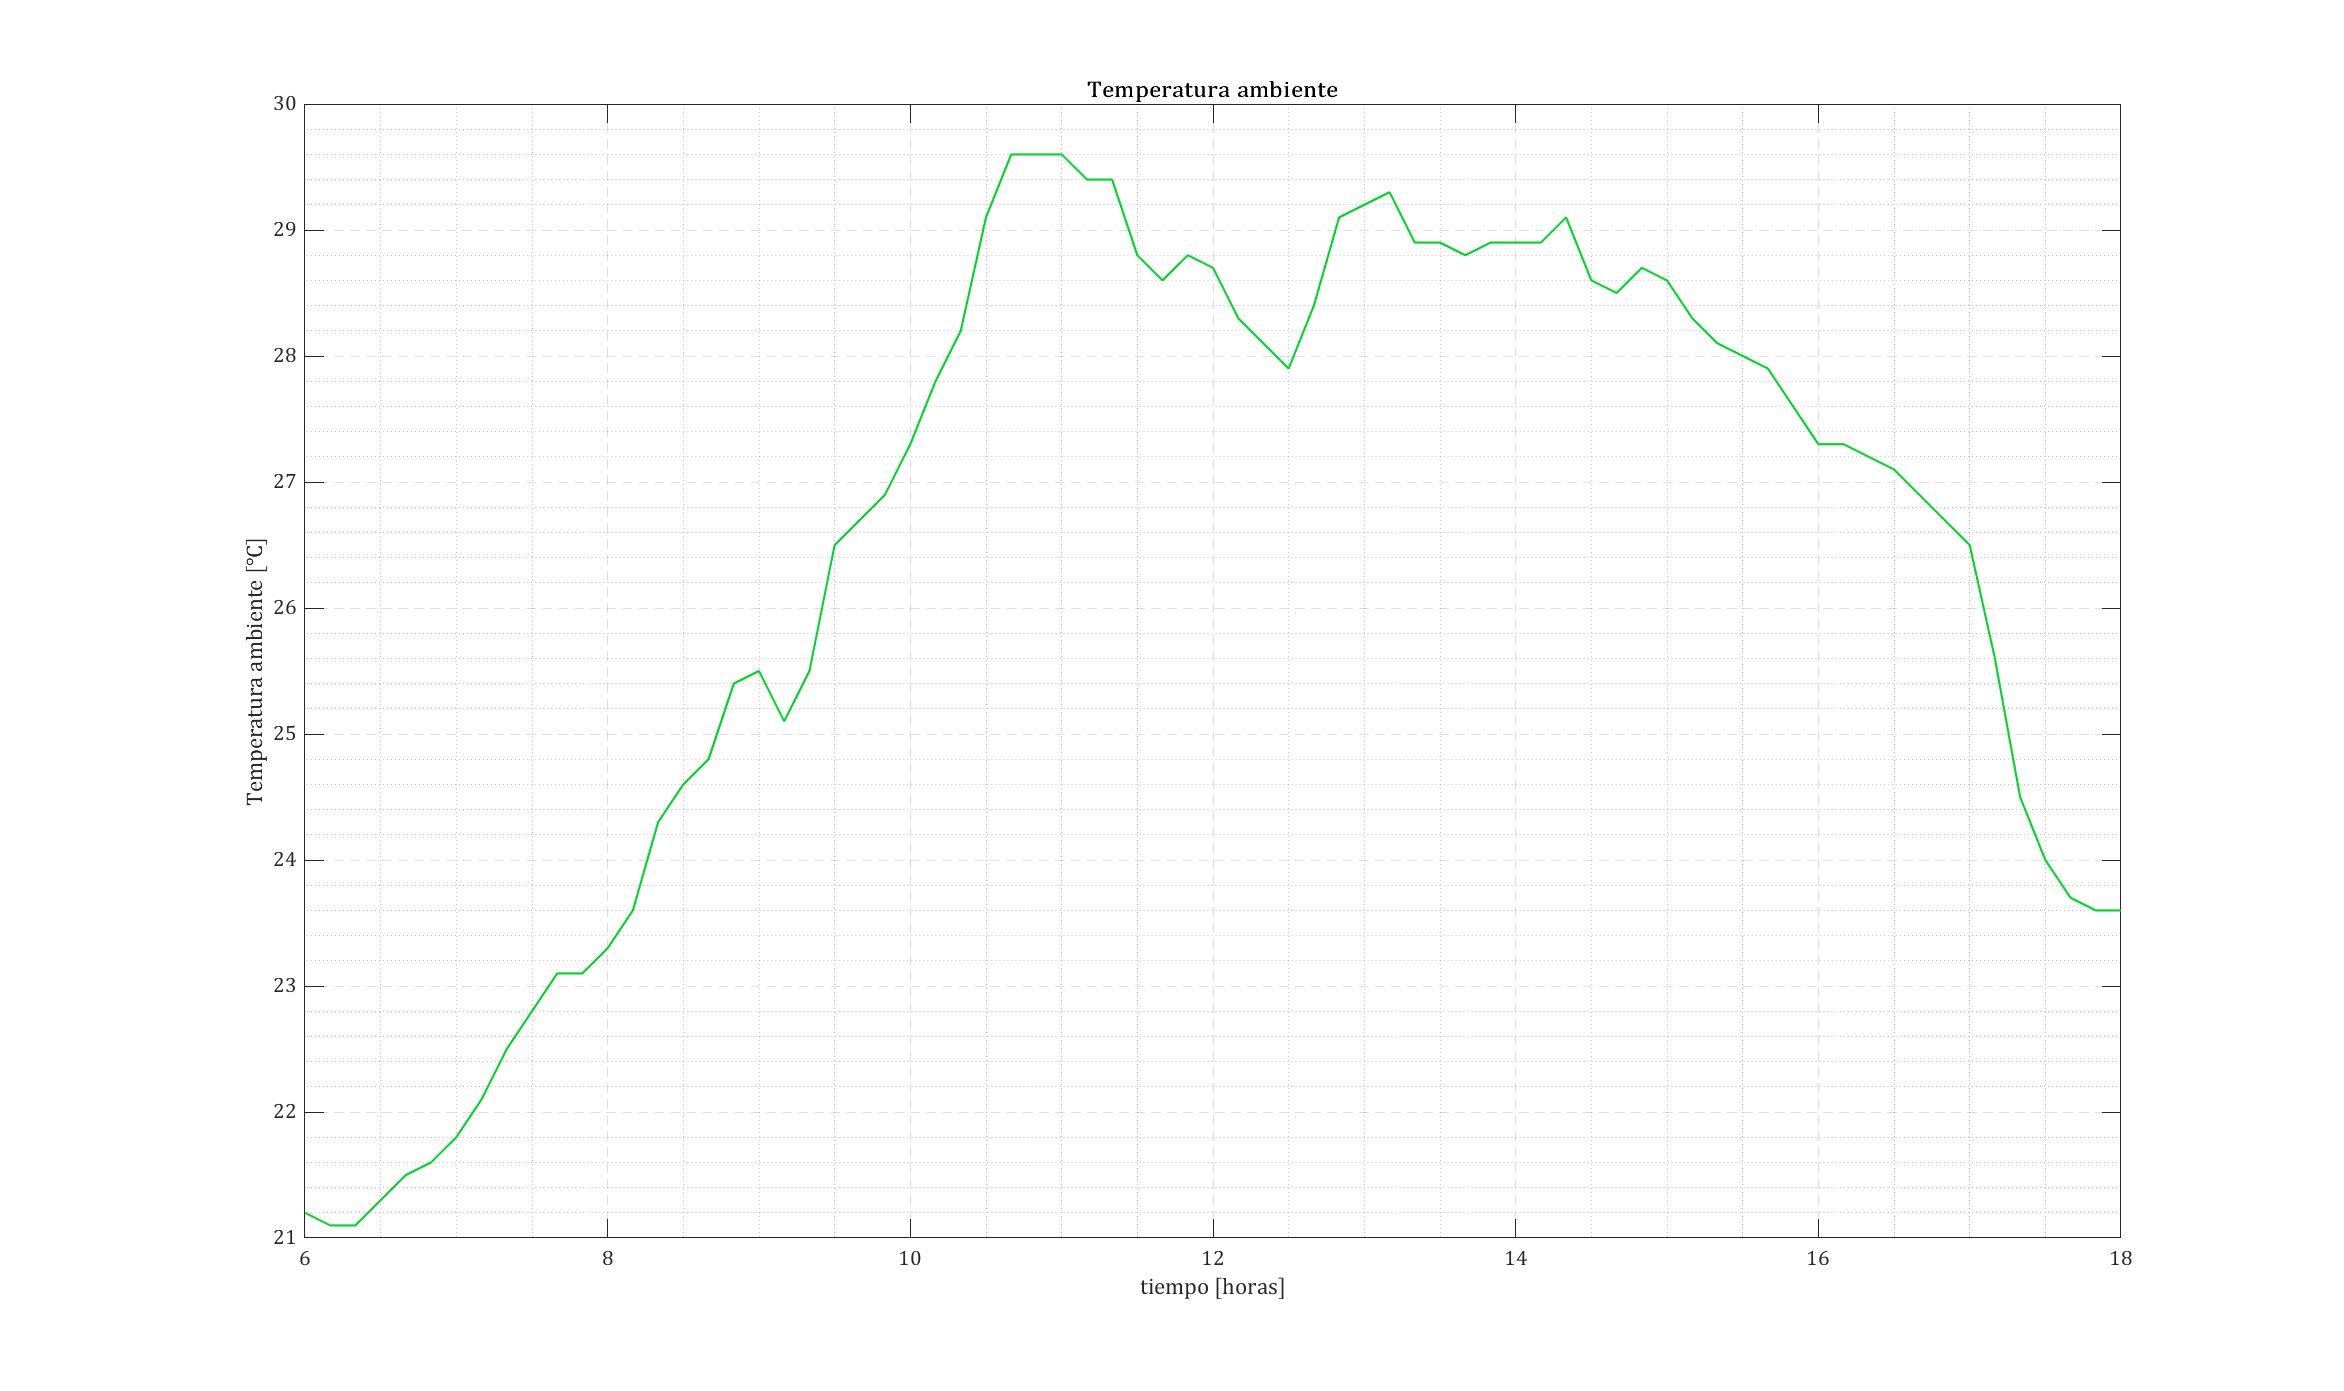 Temperatura ambiente
30
29
28
27
26
25
24
23
22
21
Temperatura ambiente [°C]
6 8 10 12 14 16 18
tiempo [horas]